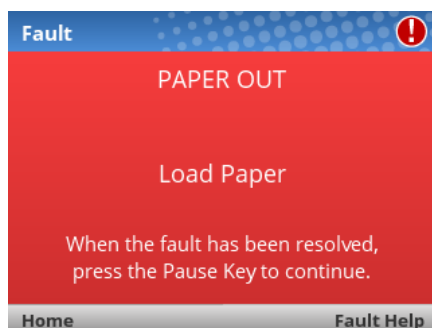 Fault
PAPER OUT
Load Paper
When the fault has been resolved,
press the Pause Key to continue.
Home
Fault Help